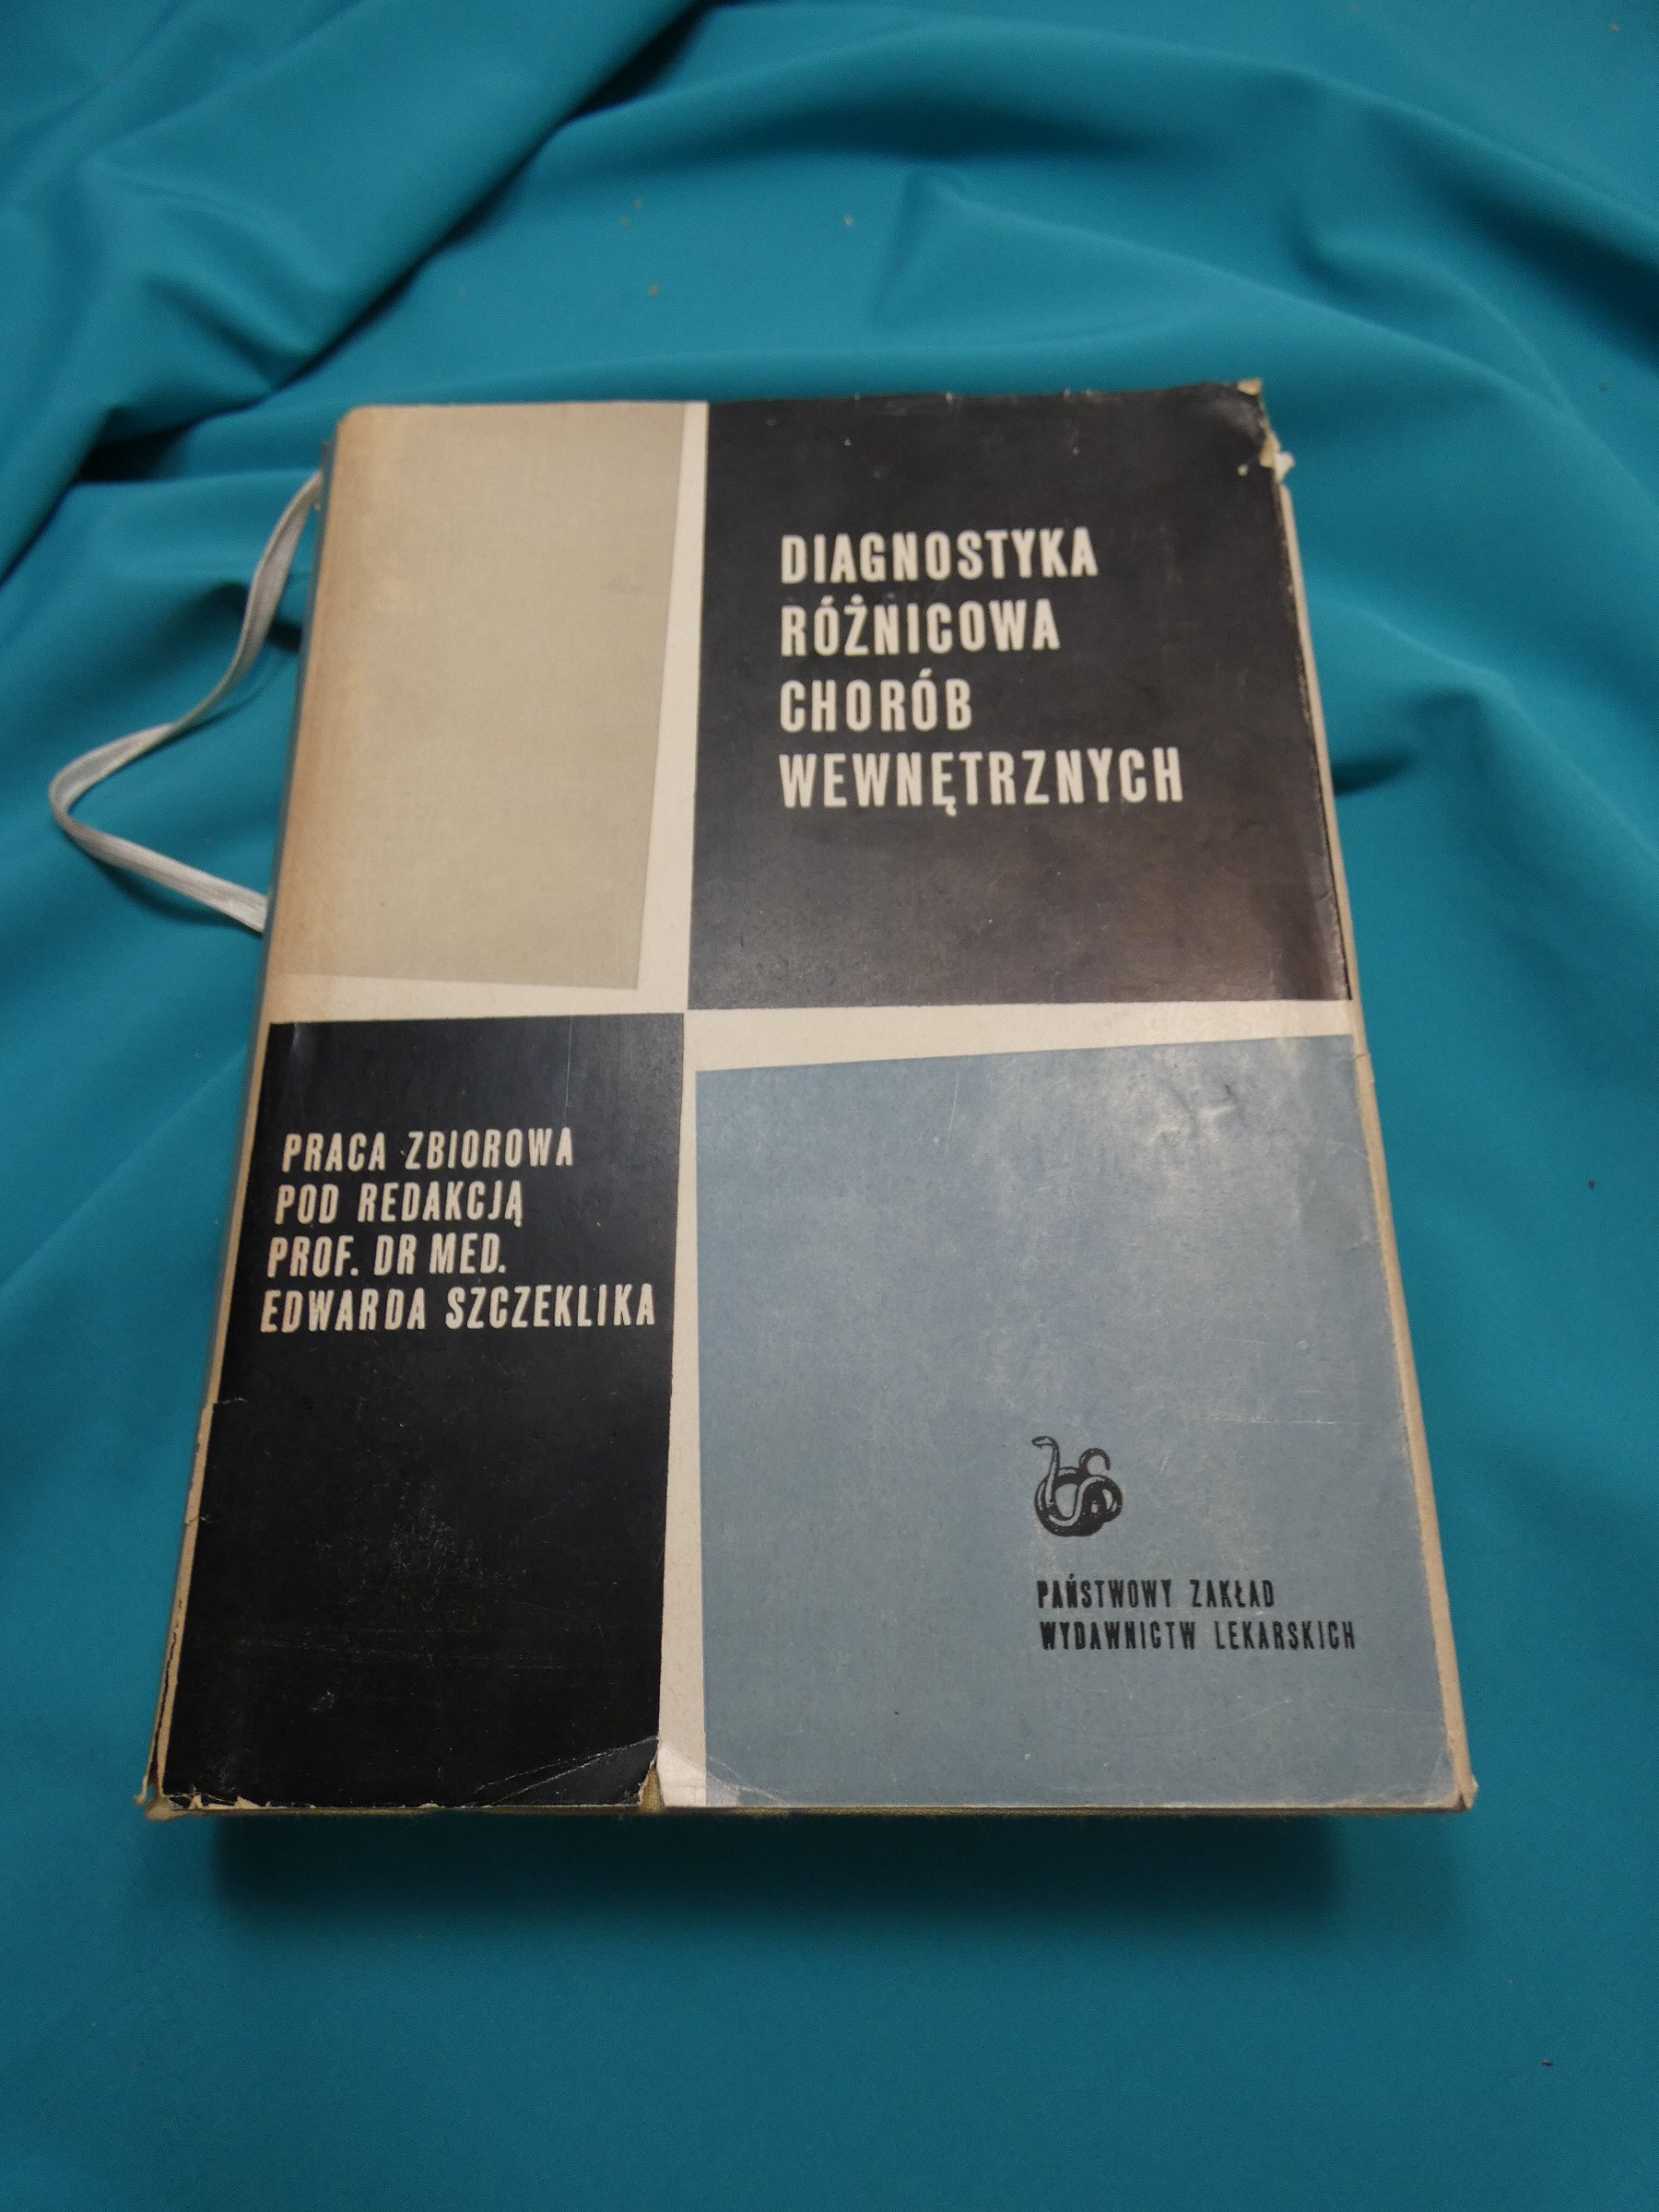 DIAGNOSTYKA
RÓŻNICOWA
CHORÓB
WEWNĘTRZNYCH
PRACA ZBIOROWA
POD REDAKCJĄ
PROF. DR MED.
EDWARDA SZCZEKLIKA
PAŃSTWOWY ZAKŁAD
WYDAWNICTW LEKARSKICH